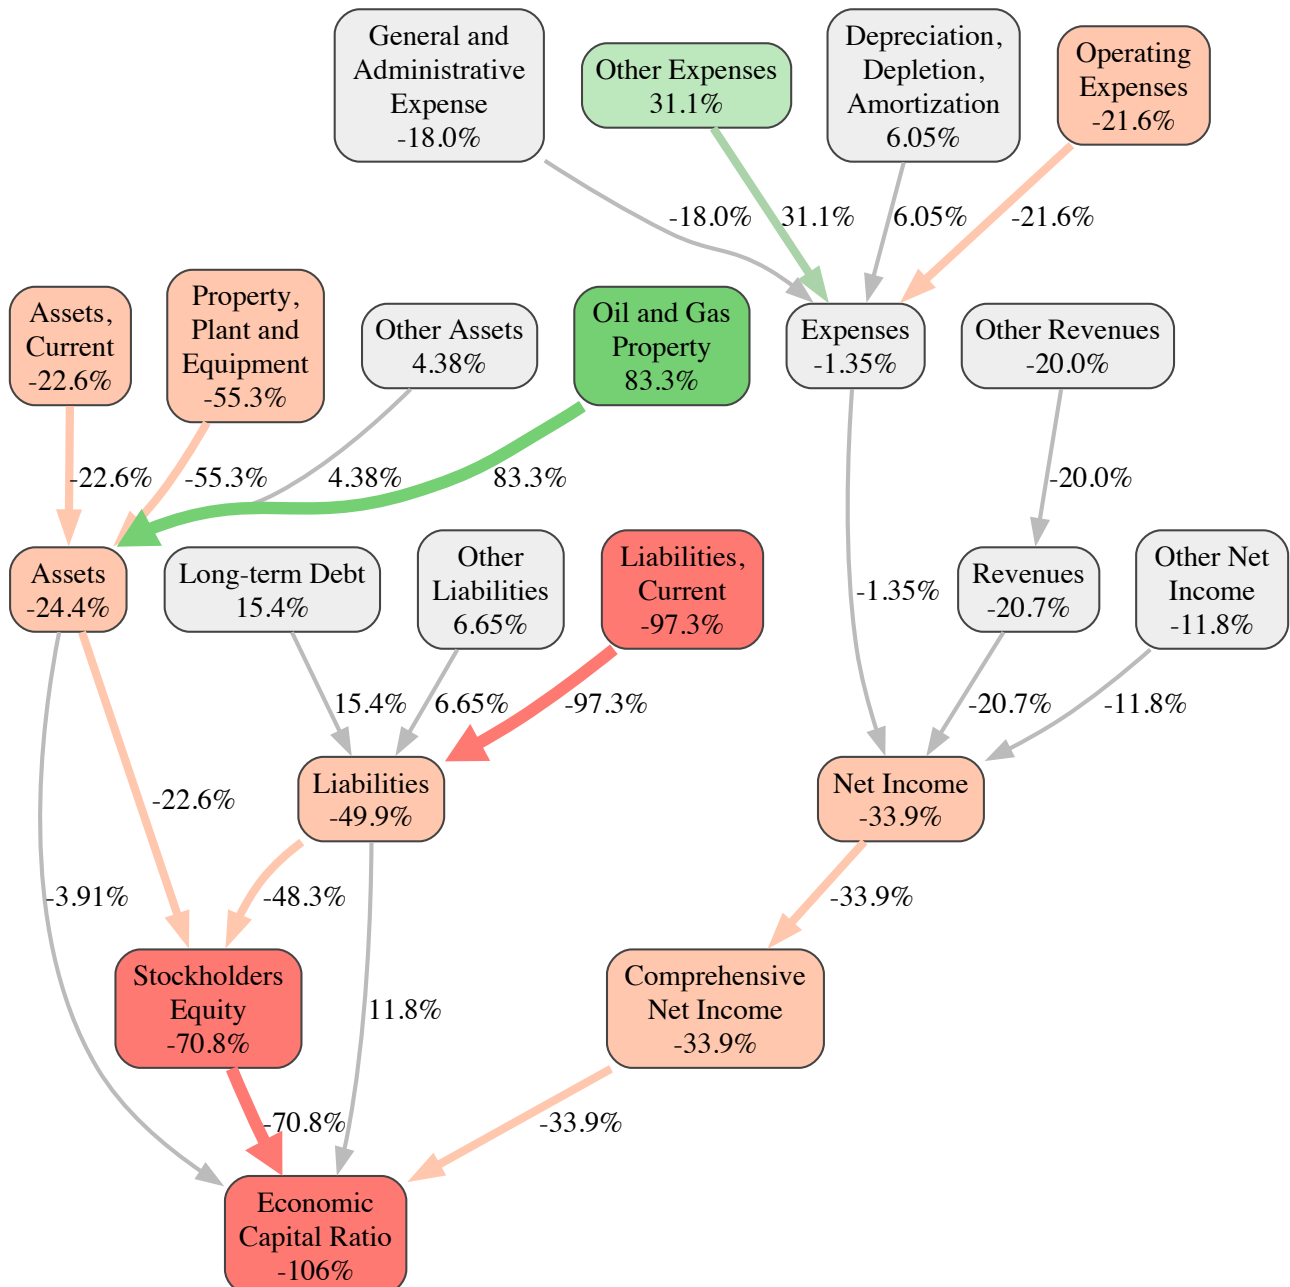 General and
Administrative
Expense
-18.0%
Other Expenses
31.1%
Depreciation,
Depletion,
Amortization
6.05%
Operating
Expenses
-21.6%
-18.0%
31.1%
6.05%
-21.6%
Assets,
Current
-22.6%
Property,
Plant and
Equipment
-55.3%
Other Assets
4.38%
Oil and Gas
Property
83.3%
Expenses
-1.35%
Other Revenues
-20.0%
-22.6%
-55.3%
4.38%
83.3%
-20.0%
Assets
-24.4%
Long-term Debt
15.4%
Other
Liabilities
6.65%
Liabilities,
Current
-97.3%
-1.35%
Revenues
-20.7%
Other Net
Income
-11.8%
15.4%
6.65%
-97.3%
-20.7%
-11.8%
-22.6%
Liabilities
-49.9%
Net Income
-33.9%
-3.91%
-48.3%
-33.9%
Stockholders
Equity
-70.8%
11.8%
Comprehensive
Net Income
-33.9%
-70.8%
-33.9%
Economic
Capital Ratio
-106%